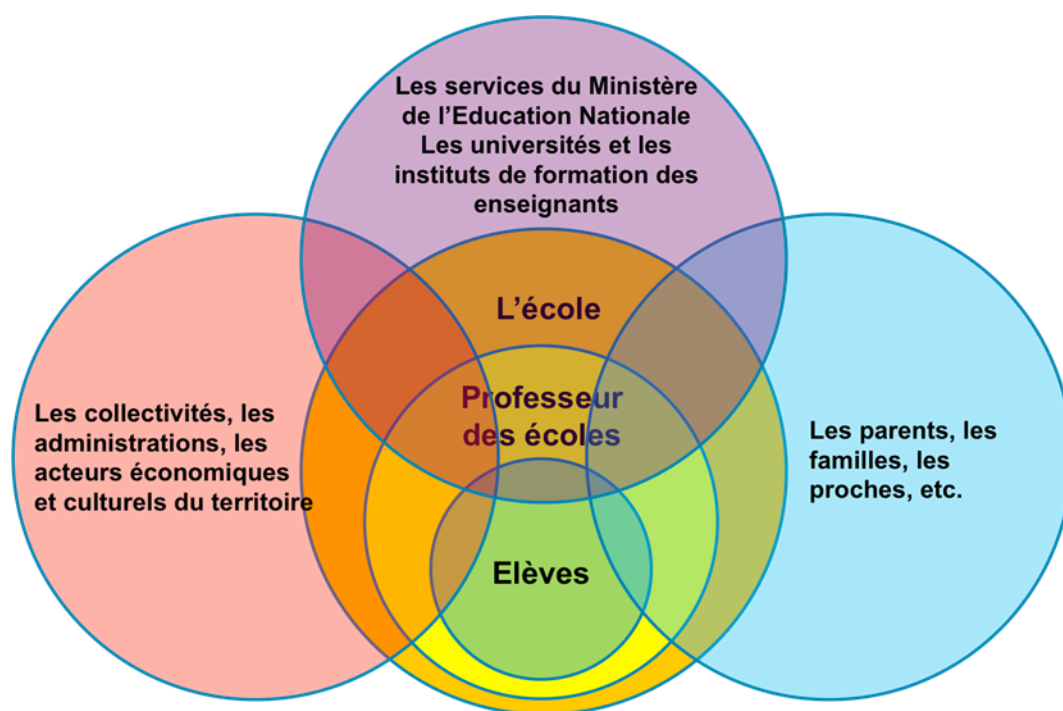 Les services du Ministère
de l'Education Nationale
Les universités et les
instituts de formation des
enseignants
L'école
Professeur
des écoles
Les collectivités, les
administrations, les
acteurs économiques
et culturels du territoire
Les parents, les
familles, les
proches, etc.
Elèves